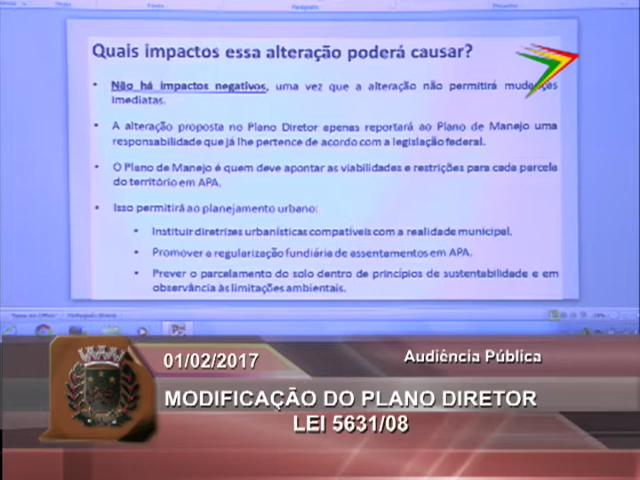 Quais impactos essa alteração poderá causar?
• Não há impactos negativos, uma vez que a alteração não permitirá mudanças
imediatas.
• A alteração proposta no Plano Diretor apenas reportará ao Plano de Manejo uma
responsabilidade que já lhe pertence de acordo com a legislação federal.
• O Plano de Manejo é quem deve apontar as viabilidades e restrições para cada parcela
do território em APA.
• Isso permitirá ao planejamento urbano:
• Instituir diretrizes urbanísticas compatíveis com a realidade municipal.
• Promover a regularização fundiária de assentamentos em APA.
• Prever o parcelamento do solo dentro de princípios de sustentabilidade e em
observância às limitações ambientais.
01/02/2017
Audiência Pública
MODIFICAÇÃO DO PLANO DIRETOR
LEI 5631/08